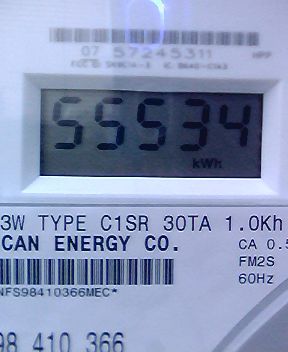 07 57245311
55534
kWh
3W TYPE C1SR 30TA 1.0Kh
CAN ENERGY CO.
CA 0.5
FM2S
60Hz
NFS98410366MEC*
98 410 366